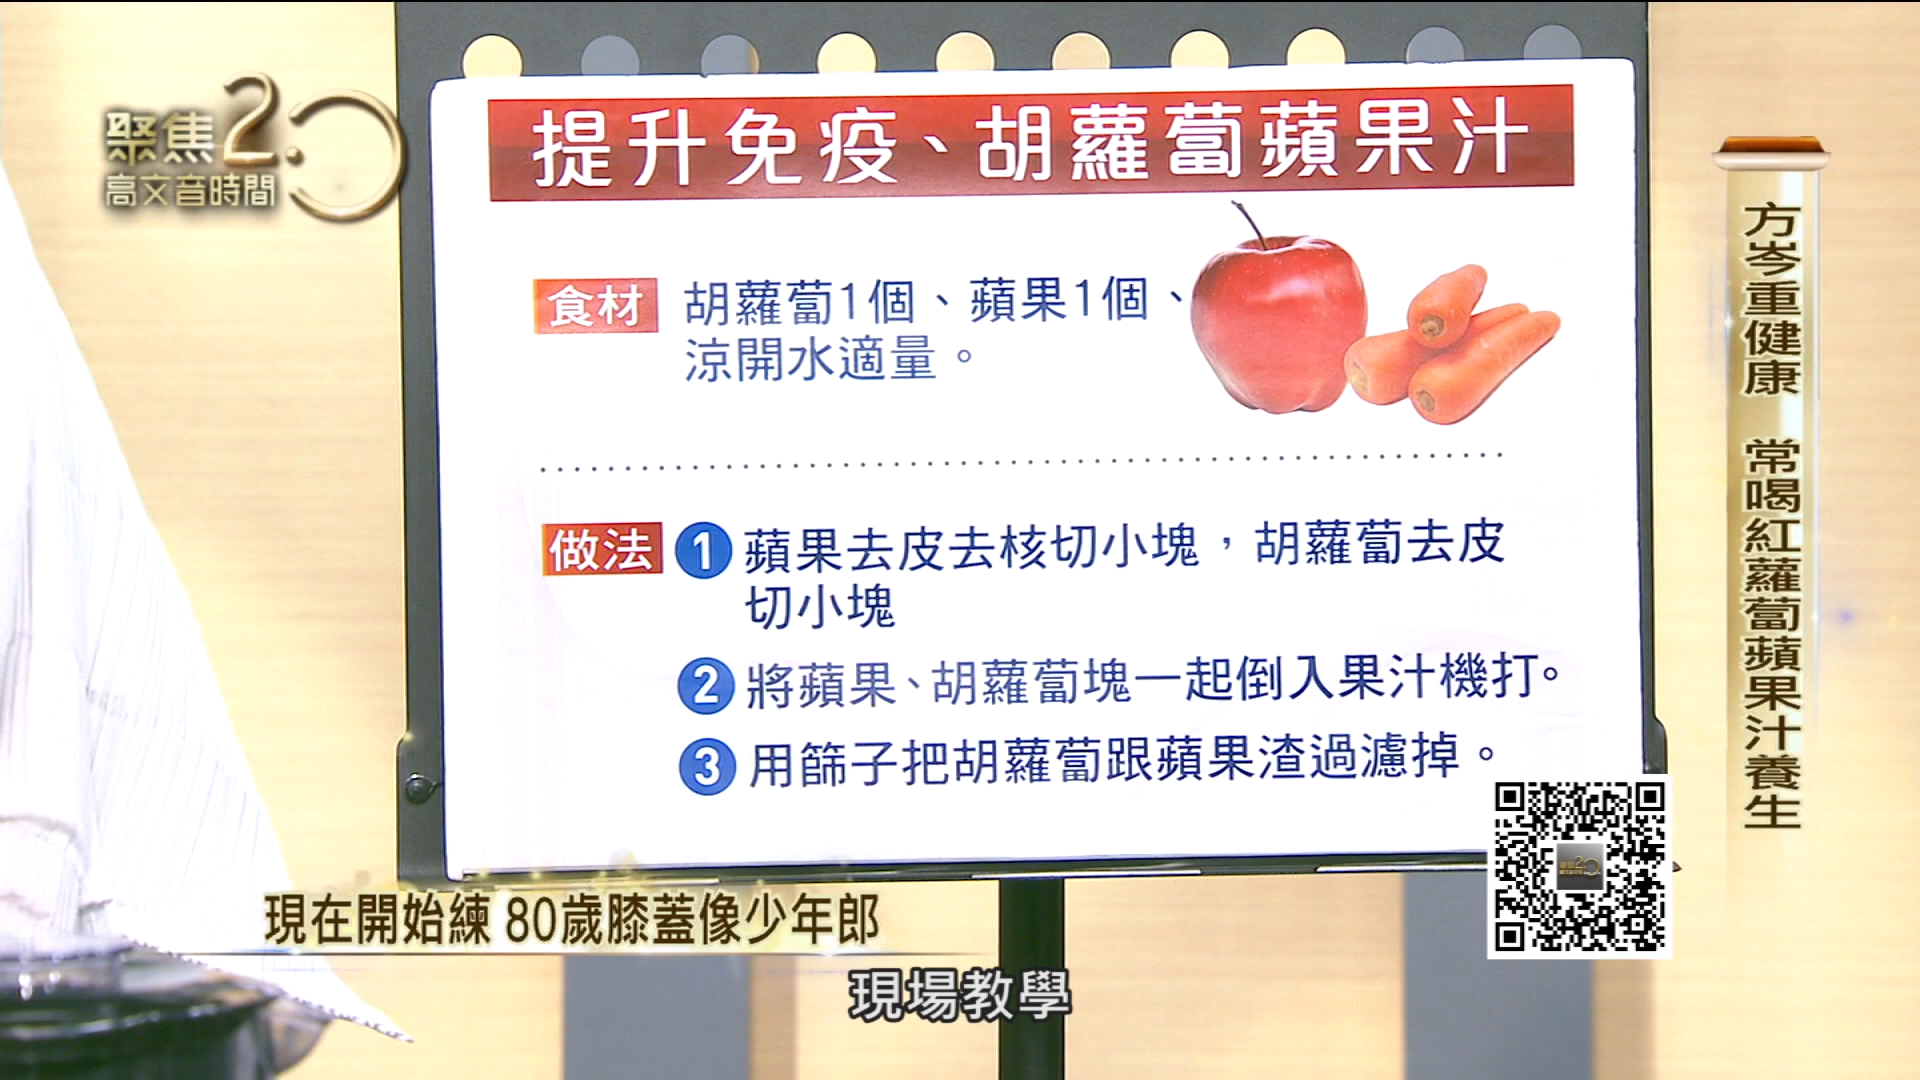 聚焦2.0
高文音時間
提升免疫、胡蘿蔔蘋果汁
食材 胡蘿蔔1個、蘋果1個、
涼開水適量。
做法 1 蘋果去皮去核切小塊，胡蘿蔔去皮
切小塊
2 將蘋果、胡蘿蔔塊一起倒入果汁機打。
3 用篩子把胡蘿蔔跟蘋果渣過濾掉。
方岑重健康 常喝紅蘿蔔蘋果汁養生
現在開始練 80歲膝蓋像少年郎
現場教學